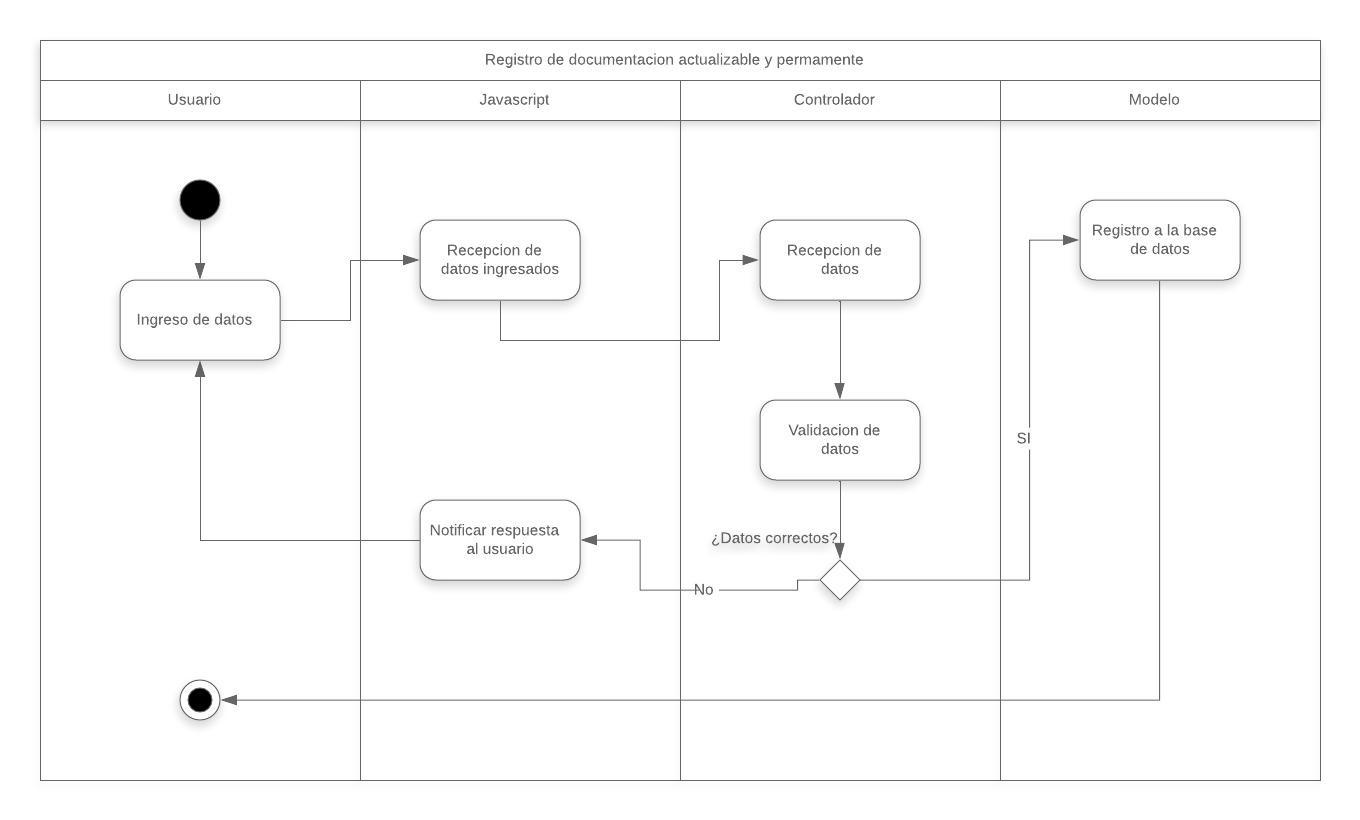 Registro de documentacion actualizable y permamente
Usuario
Javascript
Controlador
Modelo
Recepcion de
datos ingresados
Recepcion de
datos
Registro a la base
de datos
Ingreso de datos
Validacion de
datos
SI
Notificar respuesta
al usuario
¿Datos correctos?
No